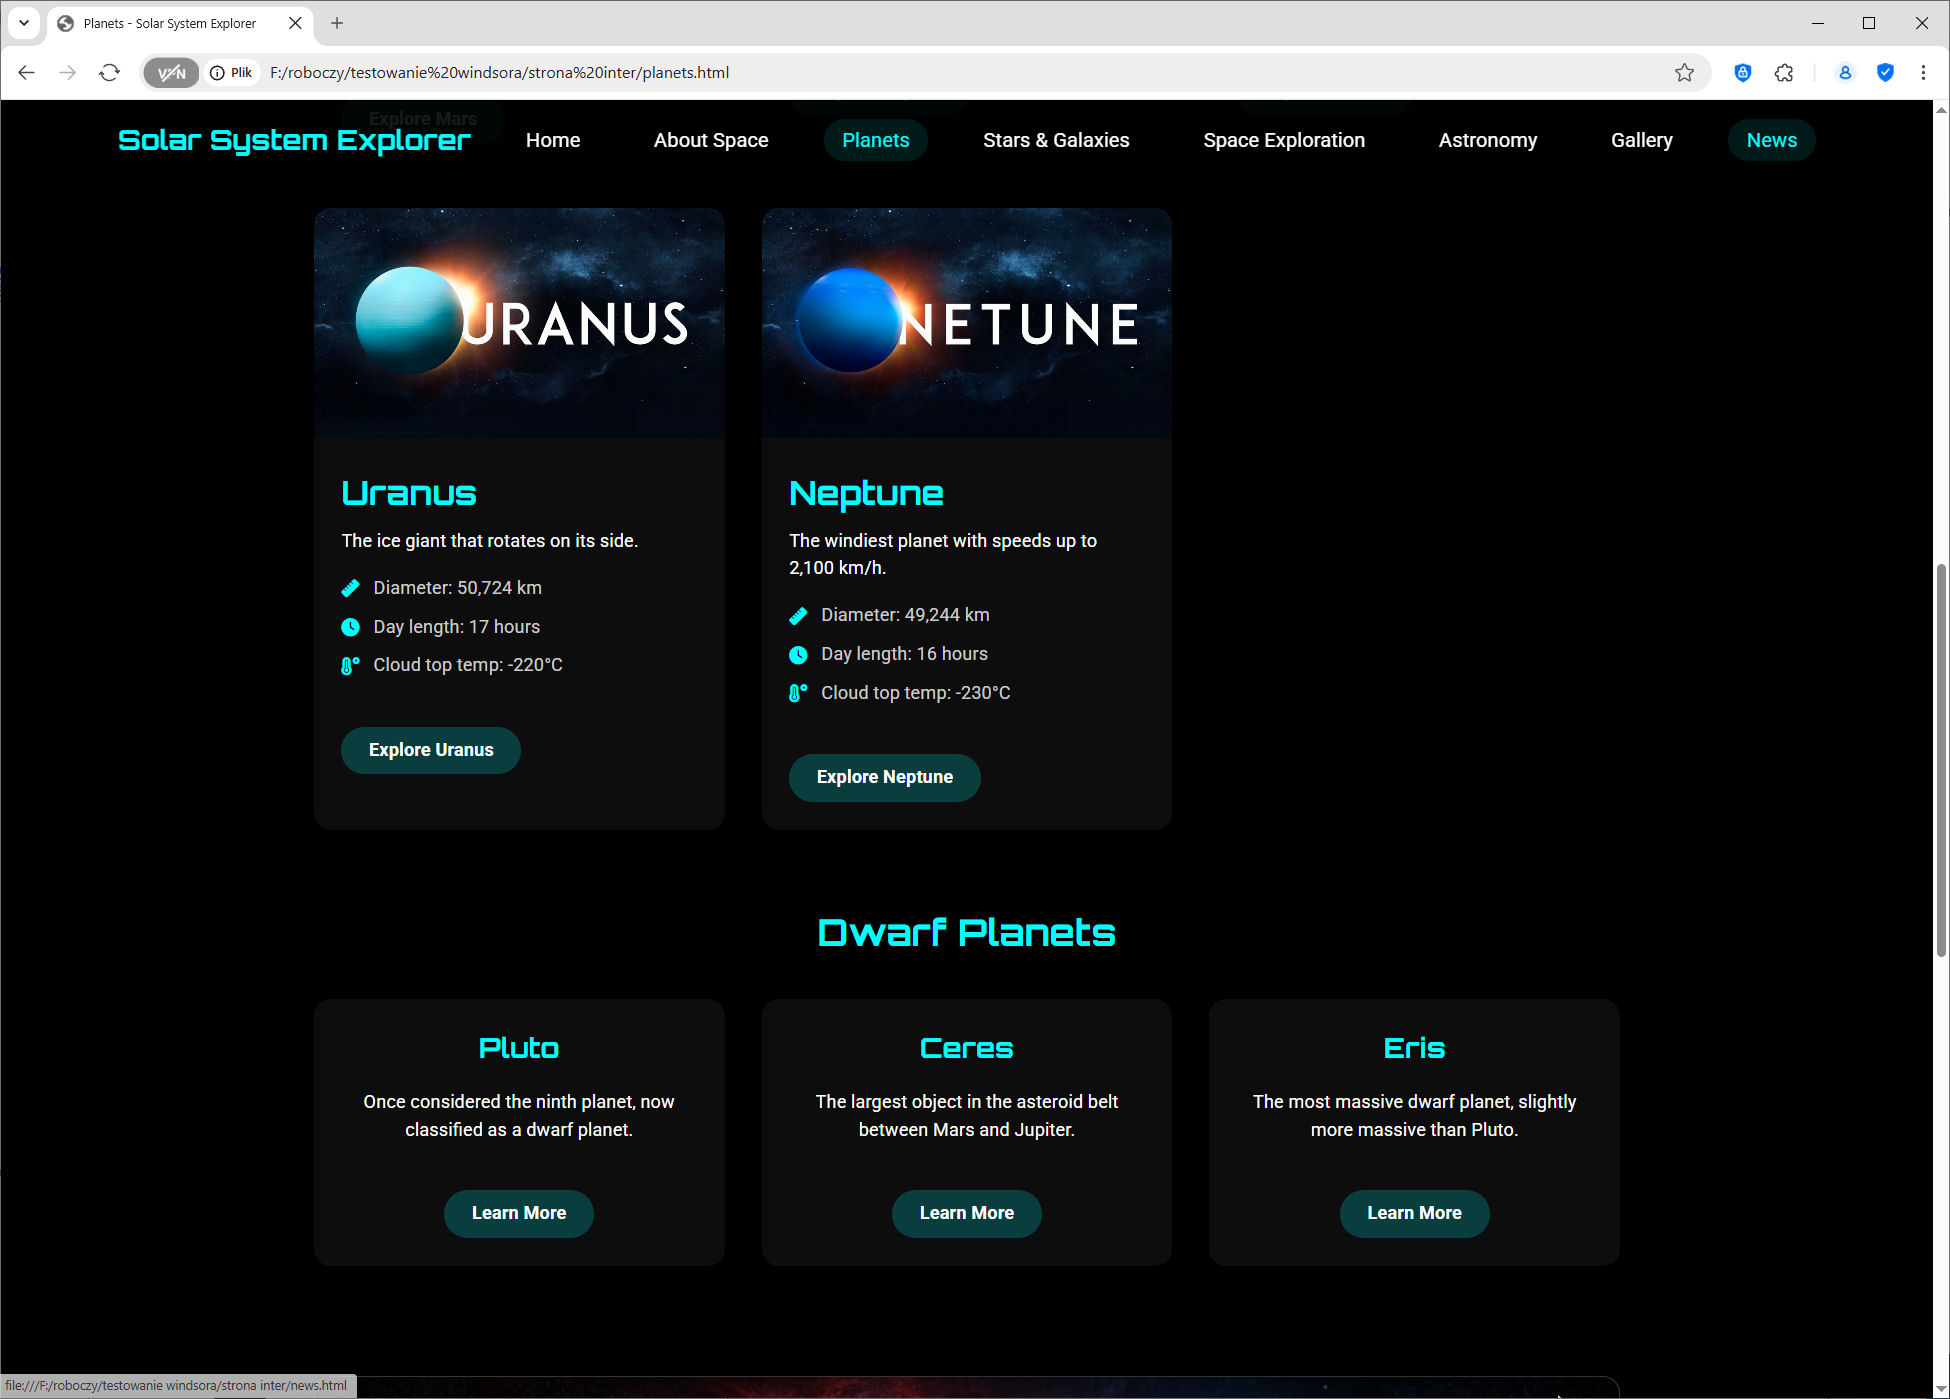 Planets - Solar System Explorer
VPN
Plik
F:/roboczy/testowanie%20windsora/strona%20inter/planets.html
Explore Mars
Solar System Explorer
Home
About Space
Planets
Stars & Galaxies
Space Exploration
Astronomy
Gallery
News
URANUS
NETUNE
Uranus
The ice giant that rotates on its side.
Diameter: 50,724 km
Day length: 17 hours
Cloud top temp: -220°C
Explore Uranus
Neptune
The windiest planet with speeds up to
2,100 km/h.
Diameter: 49,244 km
Day length: 16 hours
Cloud top temp: -230°C
Explore Neptune
Dwarf Planets
Pluto
Once considered the ninth planet, now
classified as a dwarf planet.
Learn More
Ceres
The largest object in the asteroid belt
between Mars and Jupiter.
Learn More
Eris
The most massive dwarf planet, slightly
more massive than Pluto.
Learn More
file:///F:/roboczy/testowanie windsora/strona inter/news.html